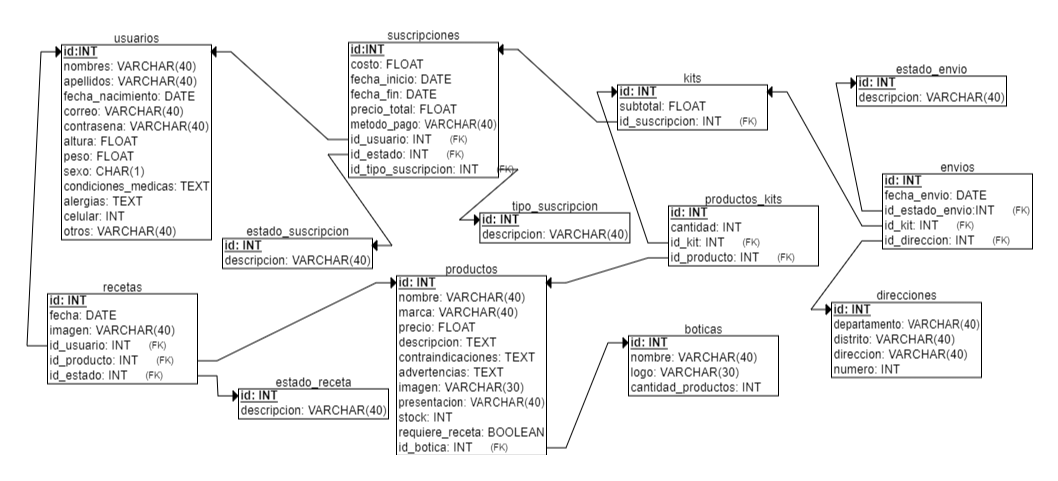 usuarios
id:INT
nombres: VARCHAR(40)
apellidos: VARCHAR(40)
fecha_nacimiento: DATE
correo: VARCHAR(40)
contrasena: VARCHAR(40)
altura: FLOAT
peso: FLOAT
sexo: CHAR(1)
condiciones_medicas: TEXT
alergias: TEXT
celular: INT
otros: VARCHAR(40)
suscripciones
id:INT
costo: FLOAT
fecha_inicio: DATE
fecha_fin: DATE
precio_total: FLOAT
metodo_pago: VARCHAR(40)
id_usuario: INT (FK)
id_estado: INT (FK)
id_tipo_suscripcion: INT (FK)
kits
id: INT
subtotal: FLOAT
id_suscripcion: INT (FK)
estado_envio
id: INT
descripcion: VARCHAR(40)
envios
id: INT
fecha_envio: DATE
id_estado_envio:INT (FK)
id_kit: INT (FK)
id_direccion: INT (FK)
estado_suscripcion
id: INT
descripcion: VARCHAR(40)
tipo_suscripcion
id: INT
descripcion: VARCHAR(40)
productos_kits
id: INT
cantidad: INT
id_kit: INT (FK)
id_producto: INT (FK)
recetas
id: INT
fecha: DATE
imagen: VARCHAR(40)
id_usuario: INT (FK)
id_producto: INT (FK)
id_estado: INT (FK)
estado_receta
id: INT
descripcion: VARCHAR(40)
productos
id: INT
nombre: VARCHAR(40)
marca: VARCHAR(40)
precio: FLOAT
descripcion: TEXT
contraindicaciones: TEXT
advertencias: TEXT
imagen: VARCHAR(30)
presentacion: VARCHAR(40)
stock: INT
requiere_receta: BOOLEAN
id_botica: INT (FK)
boticas
id: INT
nombre: VARCHAR(40)
logo: VARCHAR(30)
cantidad_productos: INT
direcciones
id: INT
departamento: VARCHAR(40)
distrito: VARCHAR(40)
direccion: VARCHAR(40)
numero: INT